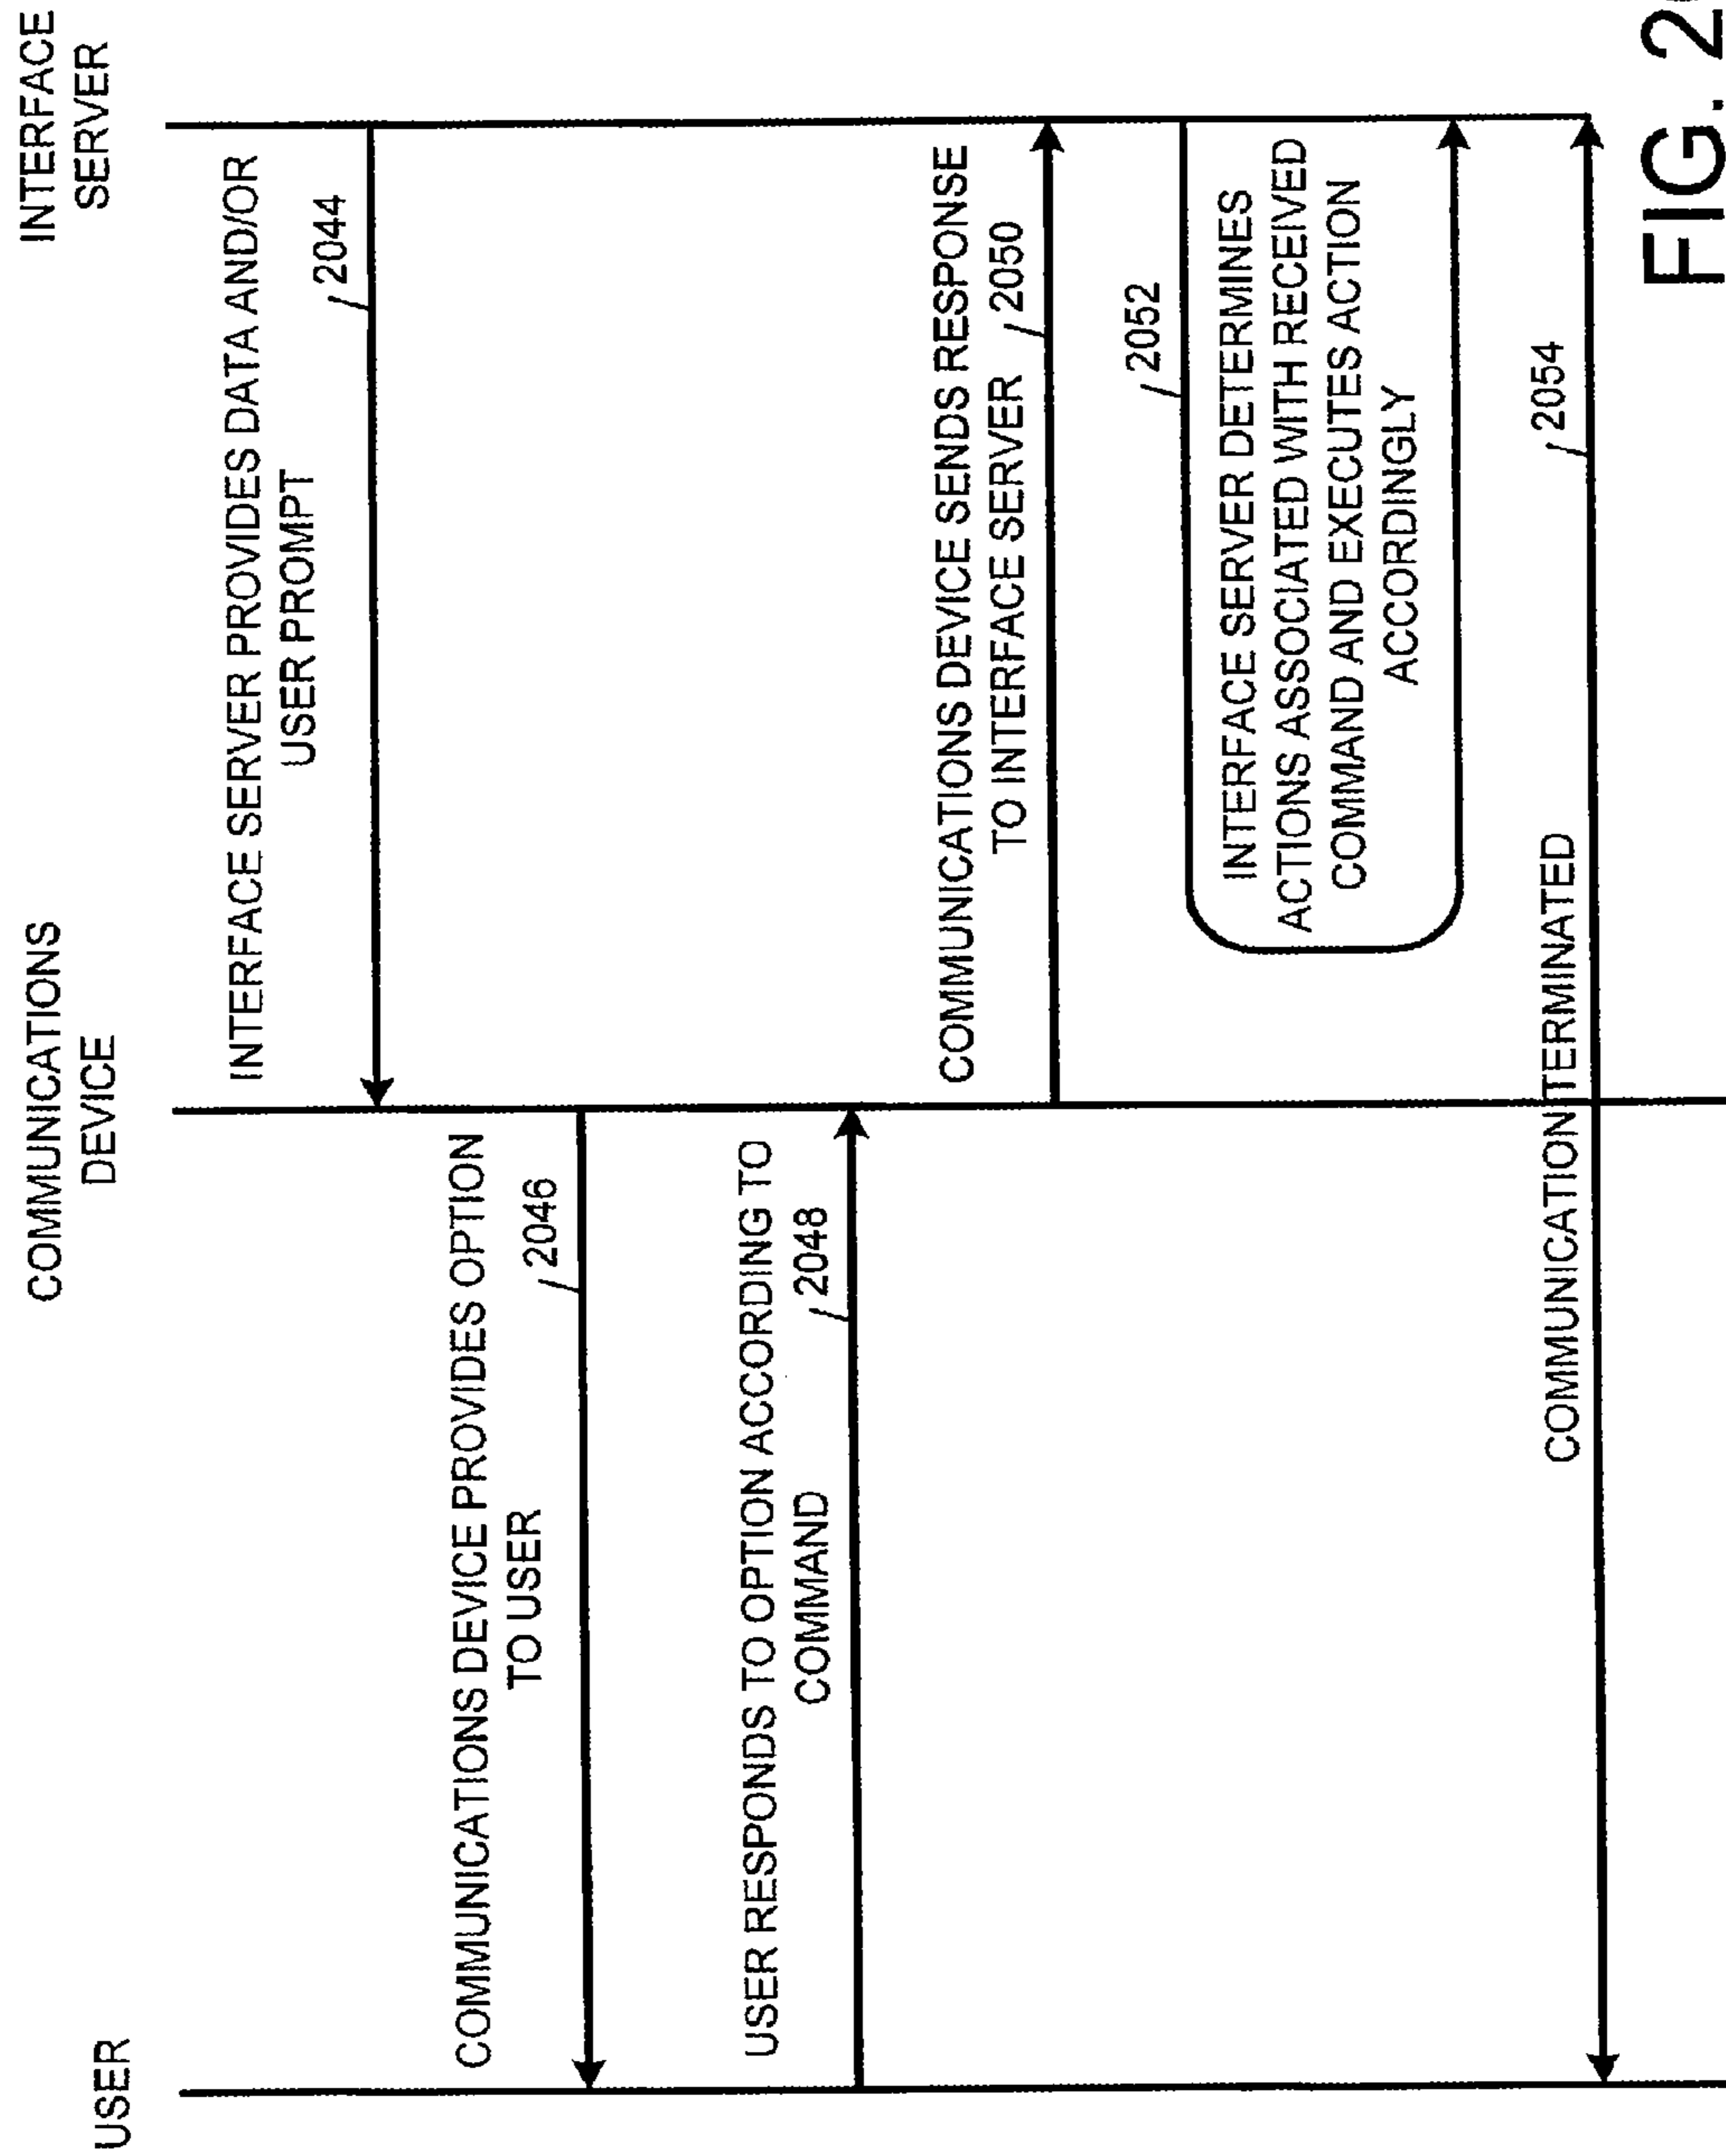 USER
COMMUNICATIONS
DEVICE
INTERFACE
SERVER
INTERFACE SERVER PROVIDES DATA AND/OR
USER PROMPT
2044
COMMUNICATIONS DEVICE PROVIDES OPTION
TO USER
2046
USER RESPONDS TO OPTION ACCORDING TO
COMMAND
2048
COMMUNICATIONS DEVICE SENDS RESPONSE
TO INTERFACE SERVER
2050
2052
INTERFACE SERVER DETERMINES
ACTIONS ASSOCIATED WITH RECEIVED
COMMAND AND EXECUTES ACTION
ACCORDINGLY
COMMUNICATION TERMINATED
2054
FIG. 2